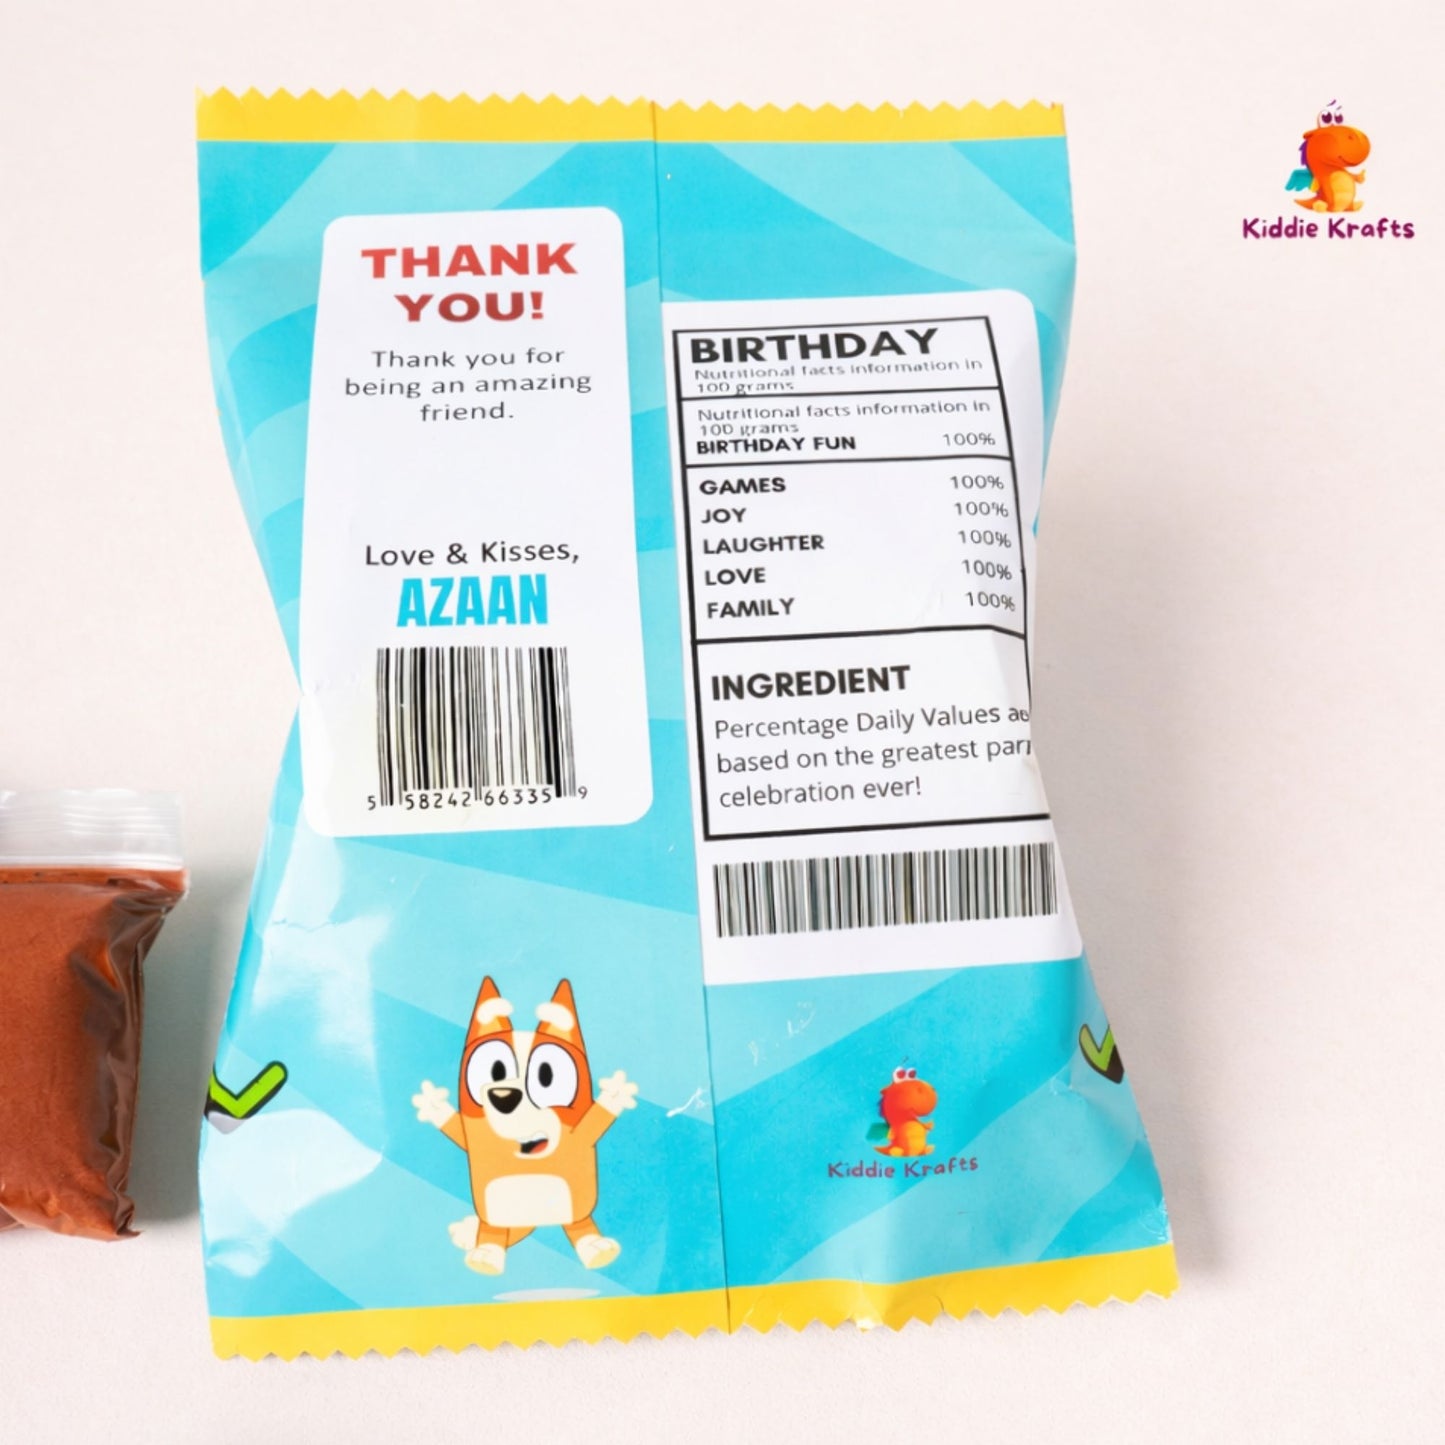 Kiddie Krafts
THANK
YOU!
Thank you for
being an amazing
friend.
Love & Kisses,
AZAAN
5 58242 66335 9
BIRTHDAY
Nutritional facts information in
100 grams
Nutritional facts information in
100 grams
BIRTHDAY FUN 100%
GAMES 100%
JOY 100%
LAUGHTER 100%
LOVE 100%
FAMILY 100%
INGREDIENT
Percentage Daily Values
based on the greatest
celebration ever!
Kiddie Krafts